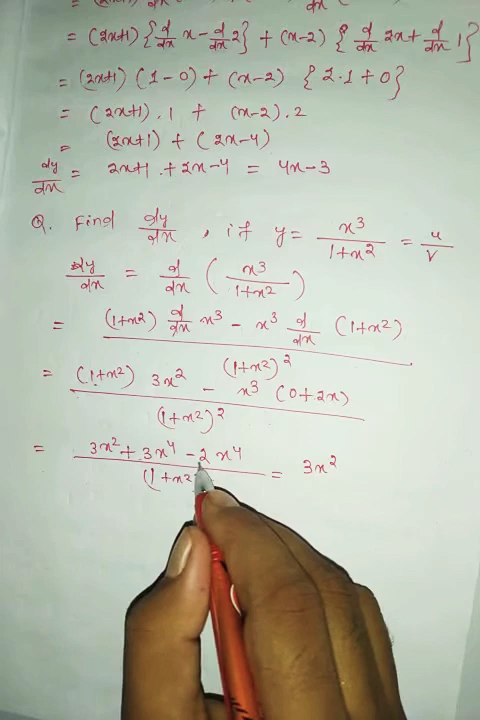 = (2x+1) {d/dx x - d/dx 2} + (x-2) { d/dx 2x + d/dx 1}
= (2x+1) (1-0) + (x-2) {2·1+0}
= (2x+1).1 + (x-2).2
= (2x+1) + (2x-4)
dy/dx = 2x+1 + 2x-4 = 4x-3
Q. Find dy/dx, if y = x³/1+x² = u/v
dy/dx = d/dx (x³/1+x²)
= (1+x²) d/dx x³ - x³ d/dx (1+x²) / (1+x²)²
= (1+x²) 3x² - x³ (0+2x) / (1+x²)²
= 3x² + 3x⁴ - 2x⁴ / (1+x² = 3x²